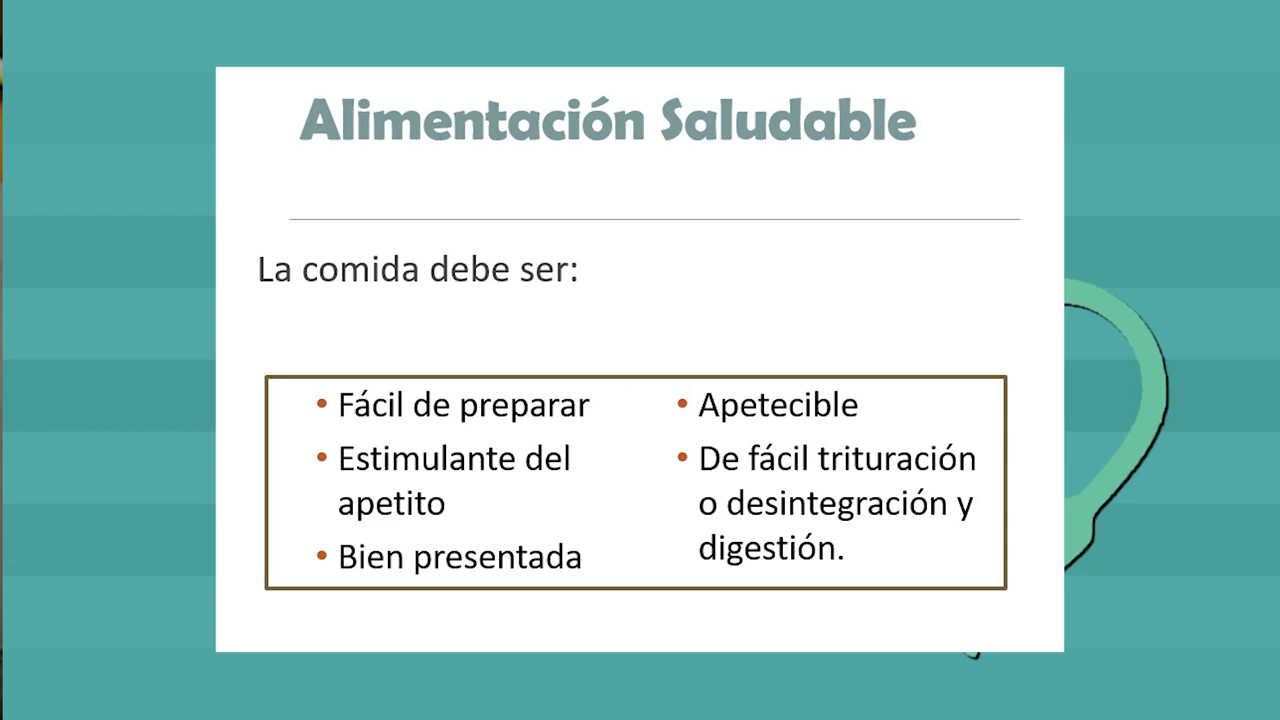 Alimentación Saludable
La comida debe ser:
• Fácil de preparar
• Estimulante del
apetito
• Bien presentada
• Apetecible
• De fácil trituración
o desintegración y
digestión.